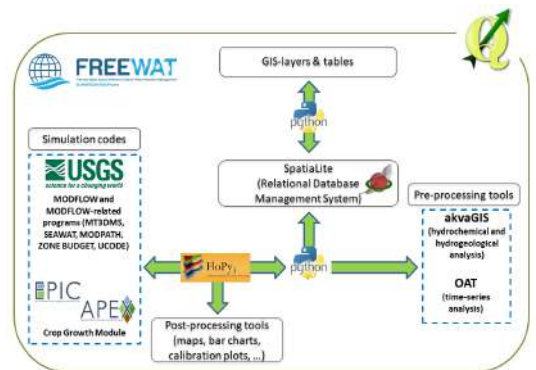 FREEWAT
GIS-layers & tables
python
Simulation codes
USGS
science for a changing world
MODFLOW and
MODFLOW-related
programs (MT3DMS,
SEAWAT, MODPATH,
ZONE BUDGET, UCODE)
EPIC
APEX
Crop Growth Module
SpatiaLite
(Relational Database
Management System)
Pre-processing tools
akvaGIS
(hydrochemical and
hydrogeological
analysis)
OAT
(time-series
analysis)
FloPy
python
Post-processing tools
(maps, bar charts,
calibration plots, ...)